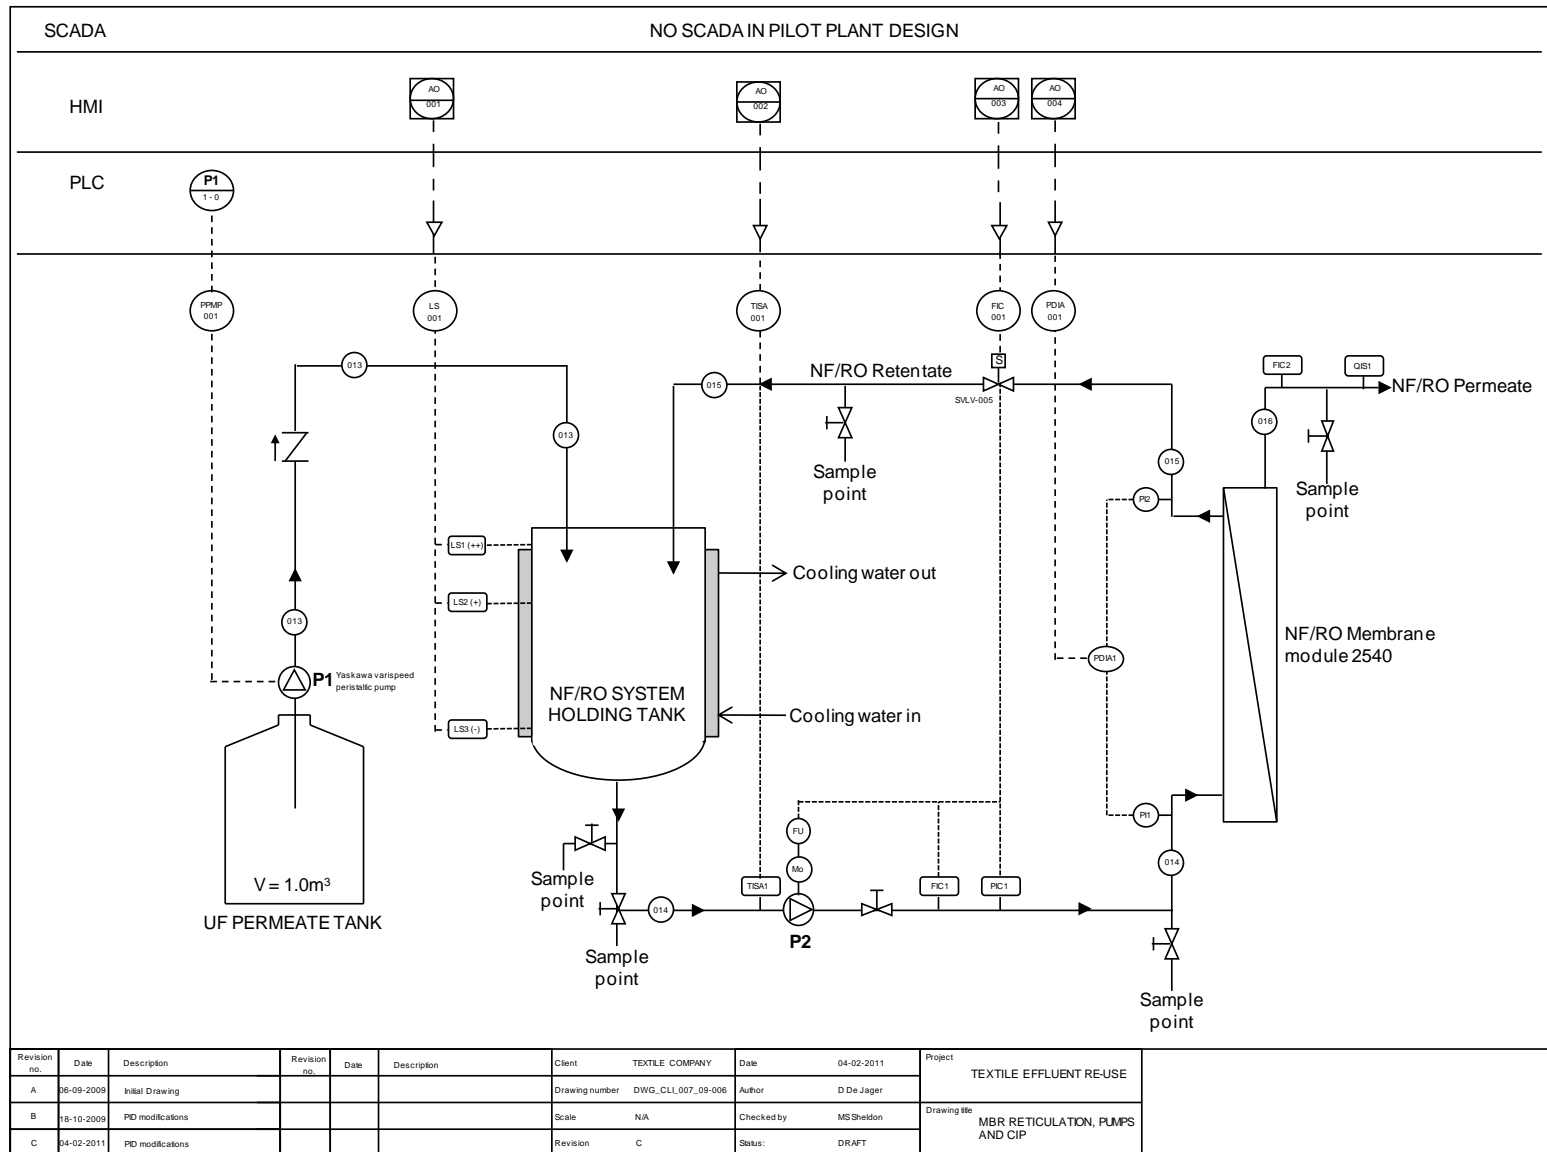 SCADA
NO SCADA IN PILOT PLANT DESIGN
HMI
AO
001
AO
002
AO
003
AO
004
PLC
P1
1 - 0
PPMP
001
LS
001
TISA
001
FIC
001
PDIA
001
013
S
NF/RO Retentate
015
SVLV-005
FIC2
QIS1
NF/RO Permeate
013
016
015
Sample
point
Sample
point
PI2
LS1 (++)
LS2 (+)
LS3 (-)
Cooling water out
Cooling water in
NF/RO SYSTEM
HOLDING TANK
013
P1
Yaskawa varispeed
peristaltic pump
PDIA1
NF/RO Membrane
module 2540
PI1
014
FU
Mo
V = 1.0m³
UF PERMEATE TANK
Sample
point
TISA1
FIC1
PIC1
014
P2
Sample
point
Sample
point
Revision no. Date Description Revision no. Date Description
A 06-09-2009 Initial Drawing
B 18-10-2009 PID modifications
C 04-02-2011 PID modifications
Client TEXTILE COMPANY
Drawing number DWG_CLI_007_09-006
Scale N/A
Revision C
Date 04-02-2011
Author D De Jager
Checked by MS Sheldon
Status: DRAFT
Project
TEXTILE EFFLUENT RE-USE
Drawing title
MBR RETICULATION, PUMPS
AND CIP